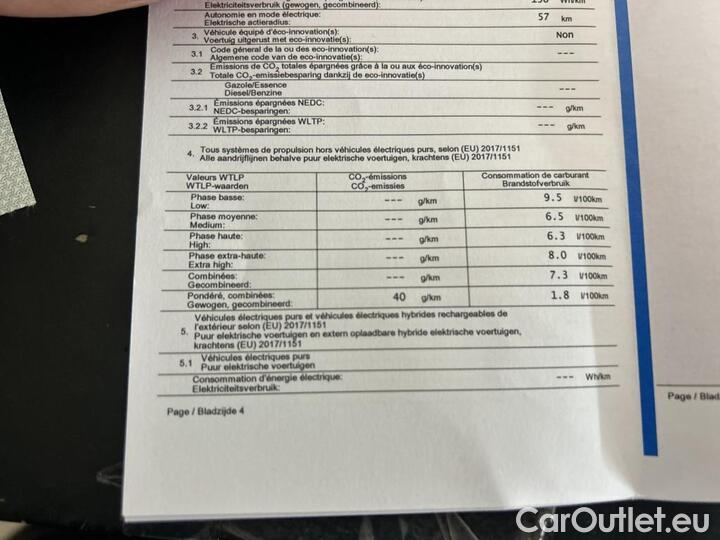 Elektriciteitsverbruik (gewogen, gecombineerd): Wh/km
Autonomie en mode électrique:
Elektrische actieradius: 57 km
3. Véhicule équipé d'éco-innovation(s): Non
Voertuig uitgerust met eco-innovatie(s):
3.1 Code général de la ou des eco-innovation(s): ---
Algemene code van de eco-innovatie(s):
3.2 Émissions de CO2 totales épargnées grâce à la ou aux éco-innovation(s)
Totale CO2-emissiebesparing dankzij de eco-innovatie(s)
Gazole/Essence
Diesel/Benzine ---
3.2.1 Émissions épargnées NEDC: --- g/km
NEDC-besparingen:
3.2.2 Émissions épargnées WLTP: --- g/km
WLTP-besparingen:
4. Tous systèmes de propulsion hors véhicules électriques purs, selon (EU) 2017/1151
Alle aandrijflijnen behalve puur elektrische voertuigen, krachtens (EU) 2017/1151
Valeurs WTLP CO2-émissions Consommation de carburant
WTLP-waarden CO2-emissies Brandstofverbruik
Phase basse: --- g/km 9.5 l/100km
Low:
Phase moyenne: --- g/km 6.5 l/100km
Medium:
Phase haute: --- g/km 6.3 l/100km
High:
Phase extra-haute: --- g/km 8.0 l/100km
Extra high:
Combinées: --- g/km 7.3 l/100km
Gecombineerd:
Pondéré, combinées: 40 g/km 1.8 l/100km
Gewogen, gecombineerd:
5. Véhicules électriques purs et véhicules électriques hybrides rechargeables de
l'extérieur selon (EU) 2017/1151
Puur elektrische voertuigen en extern oplaadbare hybride elektrische voertuigen,
krachtens (EU) 2017/1151
5.1 Véhicules électriques purs
Puur elektrische voertuigen
Consommation d'énergie électrique: --- Wh/km
Elektriciteitsverbruik:
Page / Bladzijde 4
Page / Blad
CarOutlet.eu